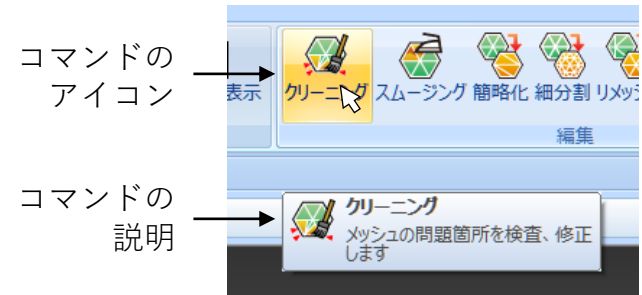 コマンドの
アイコン
表示
クリーニング スムージング 簡略化 細分割 リメッシ
編集
コマンドの
説明
クリーニング
メッシュの問題箇所を検査、修正
します